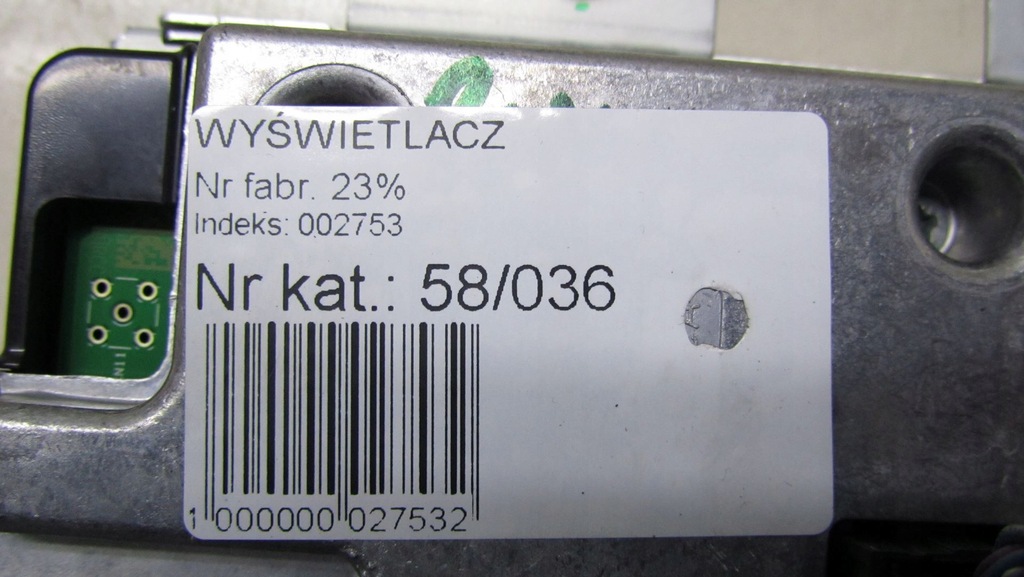 WYŚWIETLACZ
Nr fabr. 23%
Indeks: 002753
Nr kat.: 58/036
1 000000 027532